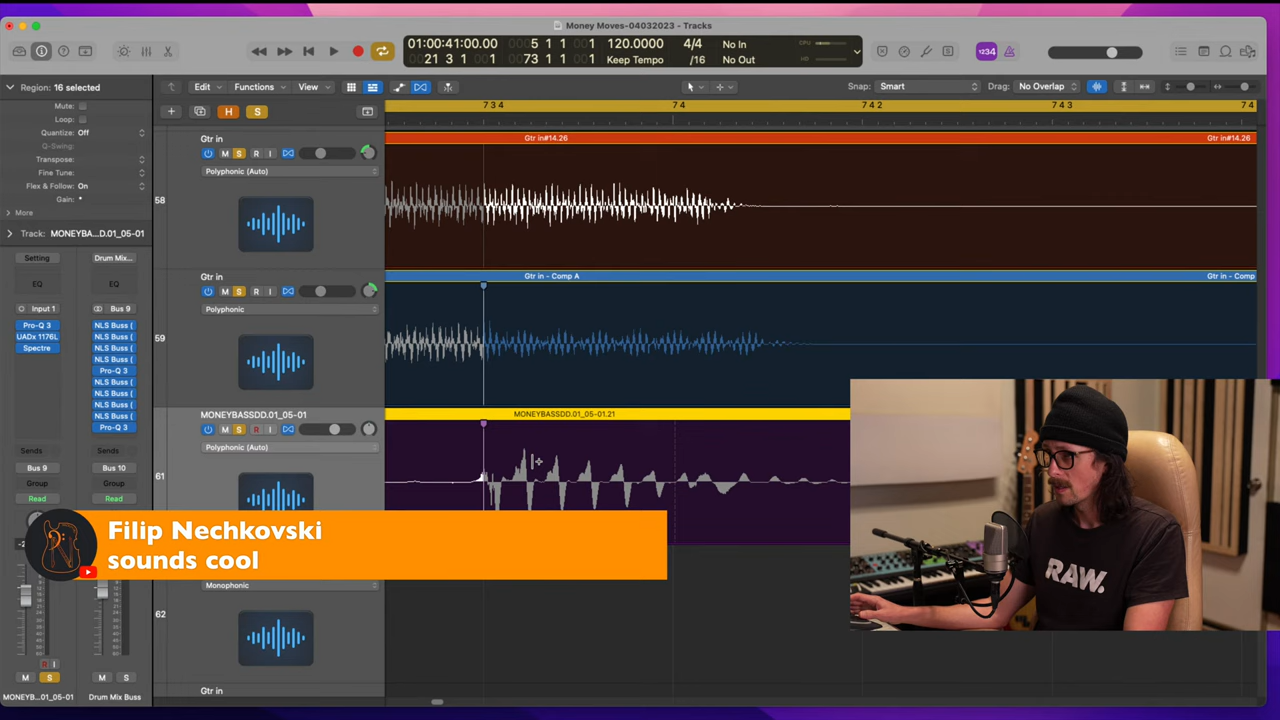 Money Moves-04032023 - Tracks
01:00:41:00.00
21 3 1 1
5 1 1 1
73 1 1 1
120.0000
Keep Tempo
4/4
/16
No In
No Out
CPU
HD
1234
Region: 16 selected
Mute:
Loop:
Quantize: Off
Q-Swing:
Transpose:
Fine Tune:
Flex & Follow: On
Gain:
More
Track: MONEYBA...D.01_05-01
Edit
Functions
View
Snap: Smart
Drag: No Overlap
H
S
7 3 4
7 4
7 4 2
7 4 3
7 4
Gtr in
M S R I
Polyphonic (Auto)
58
Gtr in#14.26
Gtr in#14.26
Gtr in
M S R I
Polyphonic
59
Gtr in - Comp A
Gtr in - Comp
MONEYBASSDD.01_05-01
M S R I
Polyphonic (Auto)
61
MONEYBASSDD.01_05-01.21
Monophonic
62
Gtr in
Setting
Drum Mix...
EQ
EQ
Input 1
Bus 9
Pro-Q 3
UADx 1176L
Spectre
NLS Buss (
NLS Buss (
NLS Buss (
NLS Buss (
Pro-Q 3
NLS Buss (
NLS Buss (
NLS Buss (
NLS Buss (
Pro-Q 3
Sends
Sends
Bus 9
Bus 10
Group
Group
Read
Read
R I
M S
M S
MONEYB...01_05-01
Drum Mix Buss
Filip Nechkovski
sounds cool
RAW.